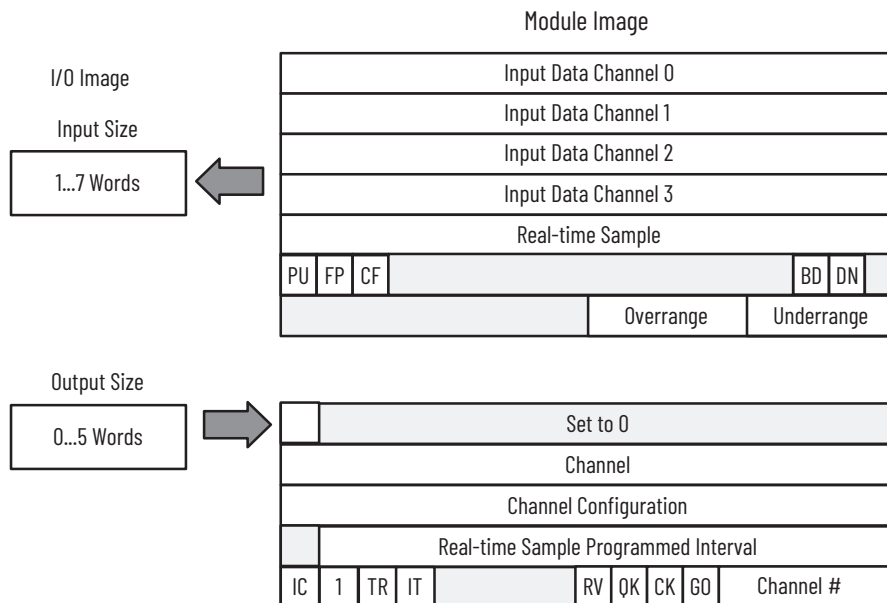 Module Image
I/O Image
Input Size
1...7 Words
Input Data Channel 0
Input Data Channel 1
Input Data Channel 2
Input Data Channel 3
Real-time Sample
PU FP CF BD DN
Overrange Underrange
Output Size
0...5 Words
Set to 0
Channel
Channel Configuration
Real-time Sample Programmed Interval
IC 1 TR IT RV QK CK GO Channel #